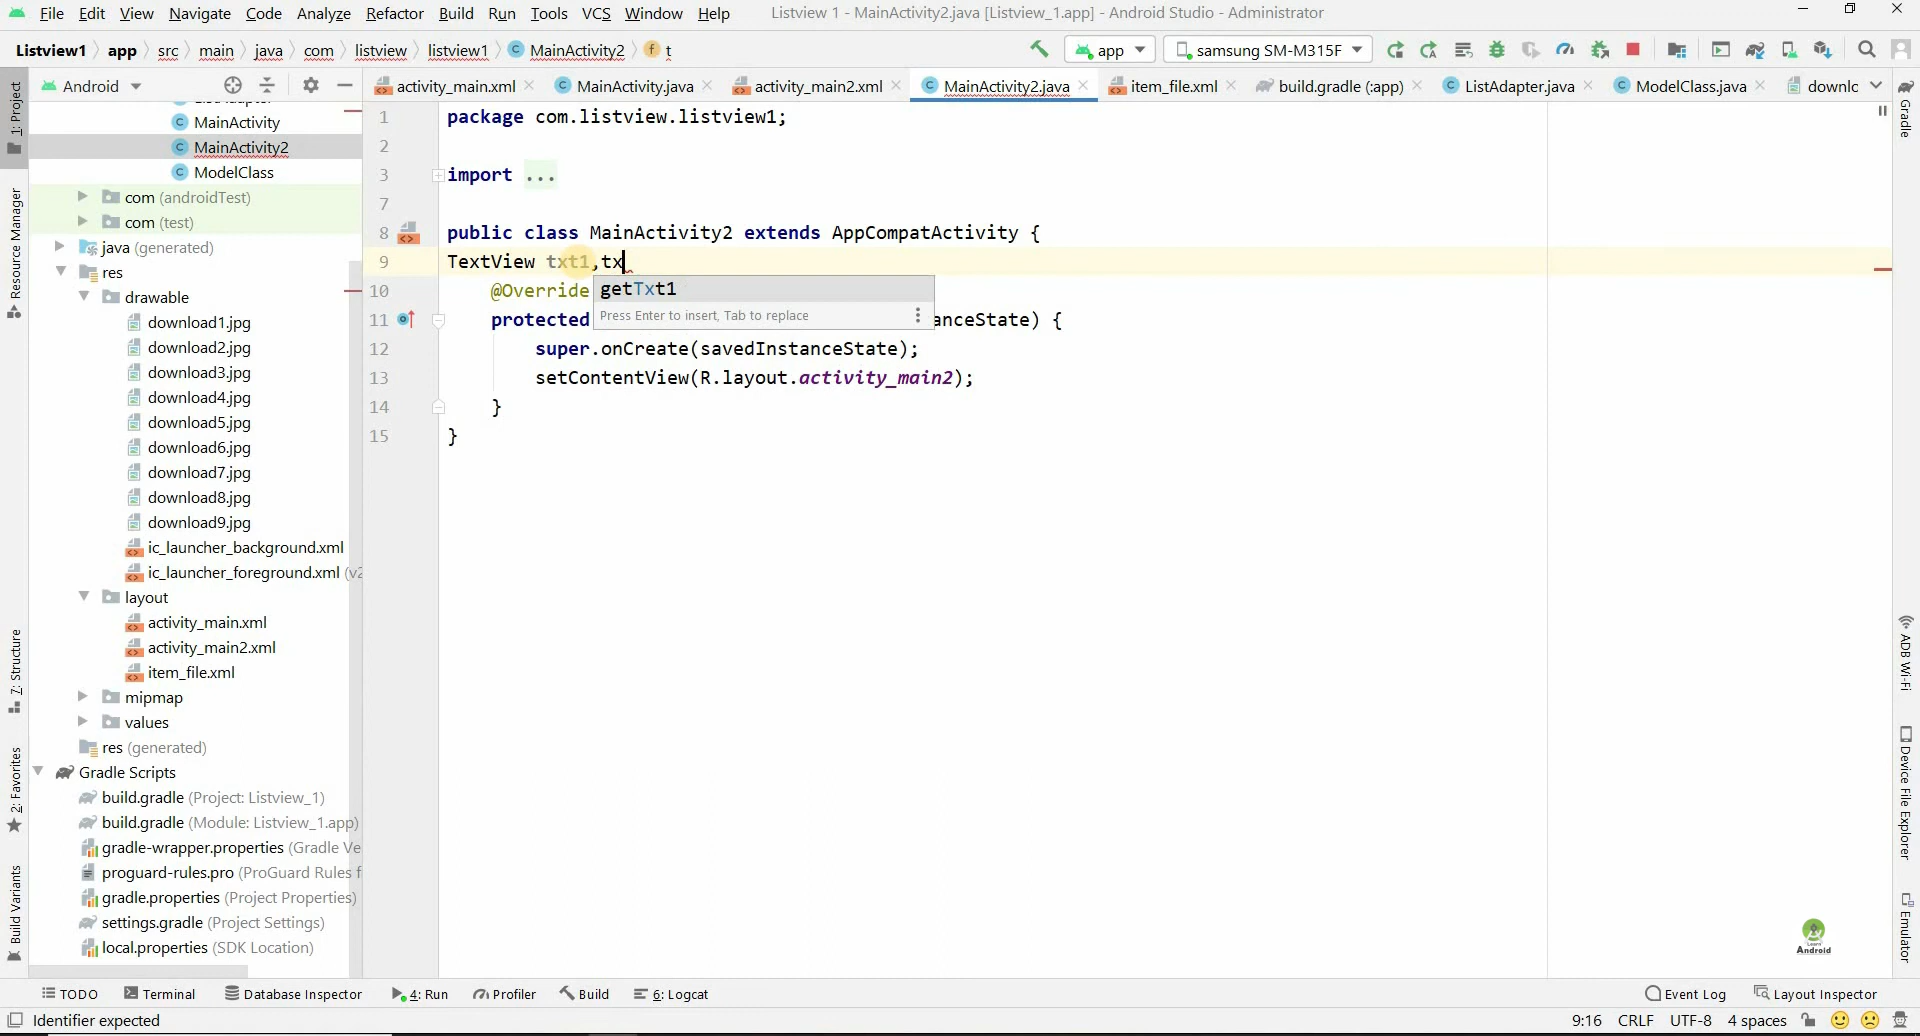 File Edit View Navigate Code Analyze Refactor Build Run Tools VCS Window Help Listview 1 - MainActivity2.java [Listview_1.app] - Android Studio - Administrator
Listview1 app src main java com listview listview1 MainActivity2 t app samsung SM-M315F
Android activity_main.xml MainActivity.java activity_main2.xml MainActivity2.java item_file.xml build.gradle (:app) ListAdapter.java ModelClass.java downlc
MainActivity
MainActivity2
ModelClass
com (androidTest)
com (test)
java (generated)
res
drawable
download1.jpg
download2.jpg
download3.jpg
download4.jpg
download5.jpg
download6.jpg
download7.jpg
download8.jpg
download9.jpg
ic_launcher_background.xml
ic_launcher_foreground.xml (v2
layout
activity_main.xml
activity_main2.xml
item_file.xml
mipmap
values
res (generated)
Gradle Scripts
build.gradle (Project: Listview_1)
build.gradle (Module: Listview_1.app)
gradle-wrapper.properties (Gradle Ve
proguard-rules.pro (ProGuard Rules f
gradle.properties (Project Properties)
settings.gradle (Project Settings)
local.properties (SDK Location)
1 package com.listview.listview1;
2
3 import ...
7
8 public class MainActivity2 extends AppCompatActivity {
9 TextView txt1,tx
10 @Override
getTxt1
Press Enter to insert, Tab to replace
11 protected anceState) {
12 super.onCreate(savedInstanceState);
13 setContentView(R.layout.activity_main2);
14 }
15 }
1: Project
Resource Manager
7: Structure
2: Favorites
Build Variants
Gradle
ADB Wi-Fi
Device File Explorer
Emulator
Learn
Android
TODO Terminal Database Inspector 4: Run Profiler Build 6: Logcat Event Log Layout Inspector
Identifier expected 9:16 CRLF UTF-8 4 spaces